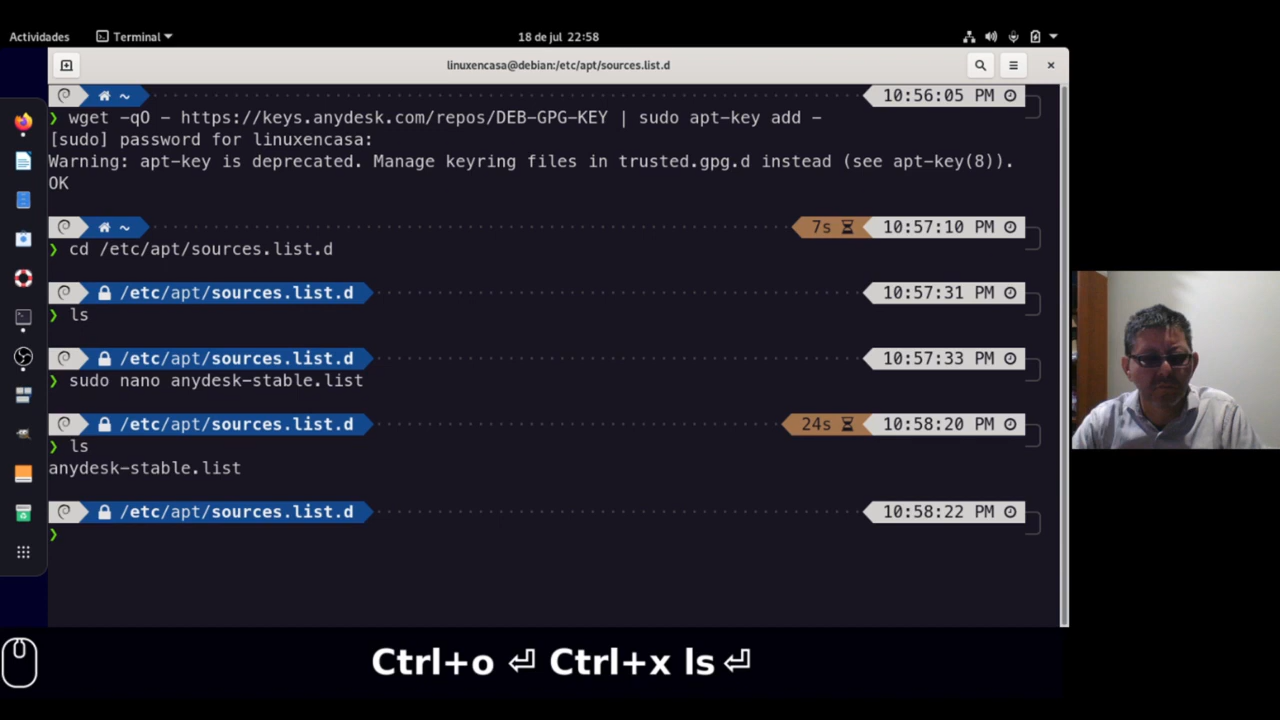 Actividades
Terminal
18 de jul 22:58
linuxencasa@debian:/etc/apt/sources.list.d
~ 10:56:05 PM
❯ wget -qO - https://keys.anydesk.com/repos/DEB-GPG-KEY | sudo apt-key add -
[sudo] password for linuxencasa:
Warning: apt-key is deprecated. Manage keyring files in trusted.gpg.d instead (see apt-key(8)).
OK
~ 7s 10:57:10 PM
❯ cd /etc/apt/sources.list.d
/etc/apt/sources.list.d 10:57:31 PM
❯ ls
/etc/apt/sources.list.d 10:57:33 PM
❯ sudo nano anydesk-stable.list
/etc/apt/sources.list.d 24s 10:58:20 PM
❯ ls
anydesk-stable.list
/etc/apt/sources.list.d 10:58:22 PM
❯
Ctrl+o ⏎ Ctrl+x ls ⏎